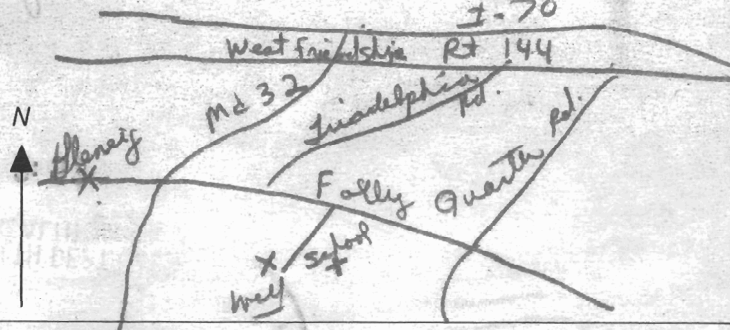 I-70
West Friendship Rt 144
Md 32
Triadelphia Rd.
Rd.
N
Glenelg
X
Folly Quarter
School
X
Well